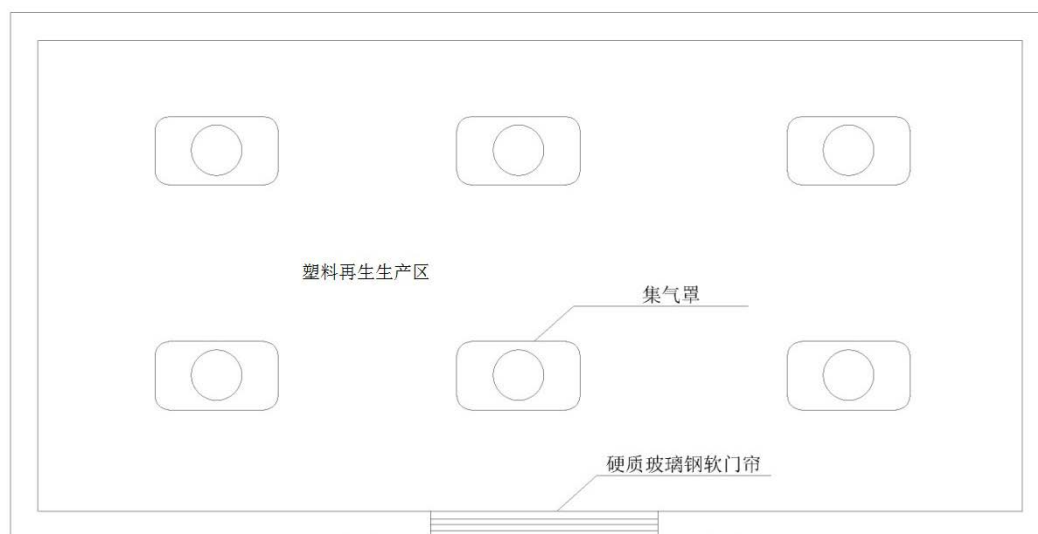 塑料再生生产区
集气罩
硬质玻璃钢软门帘